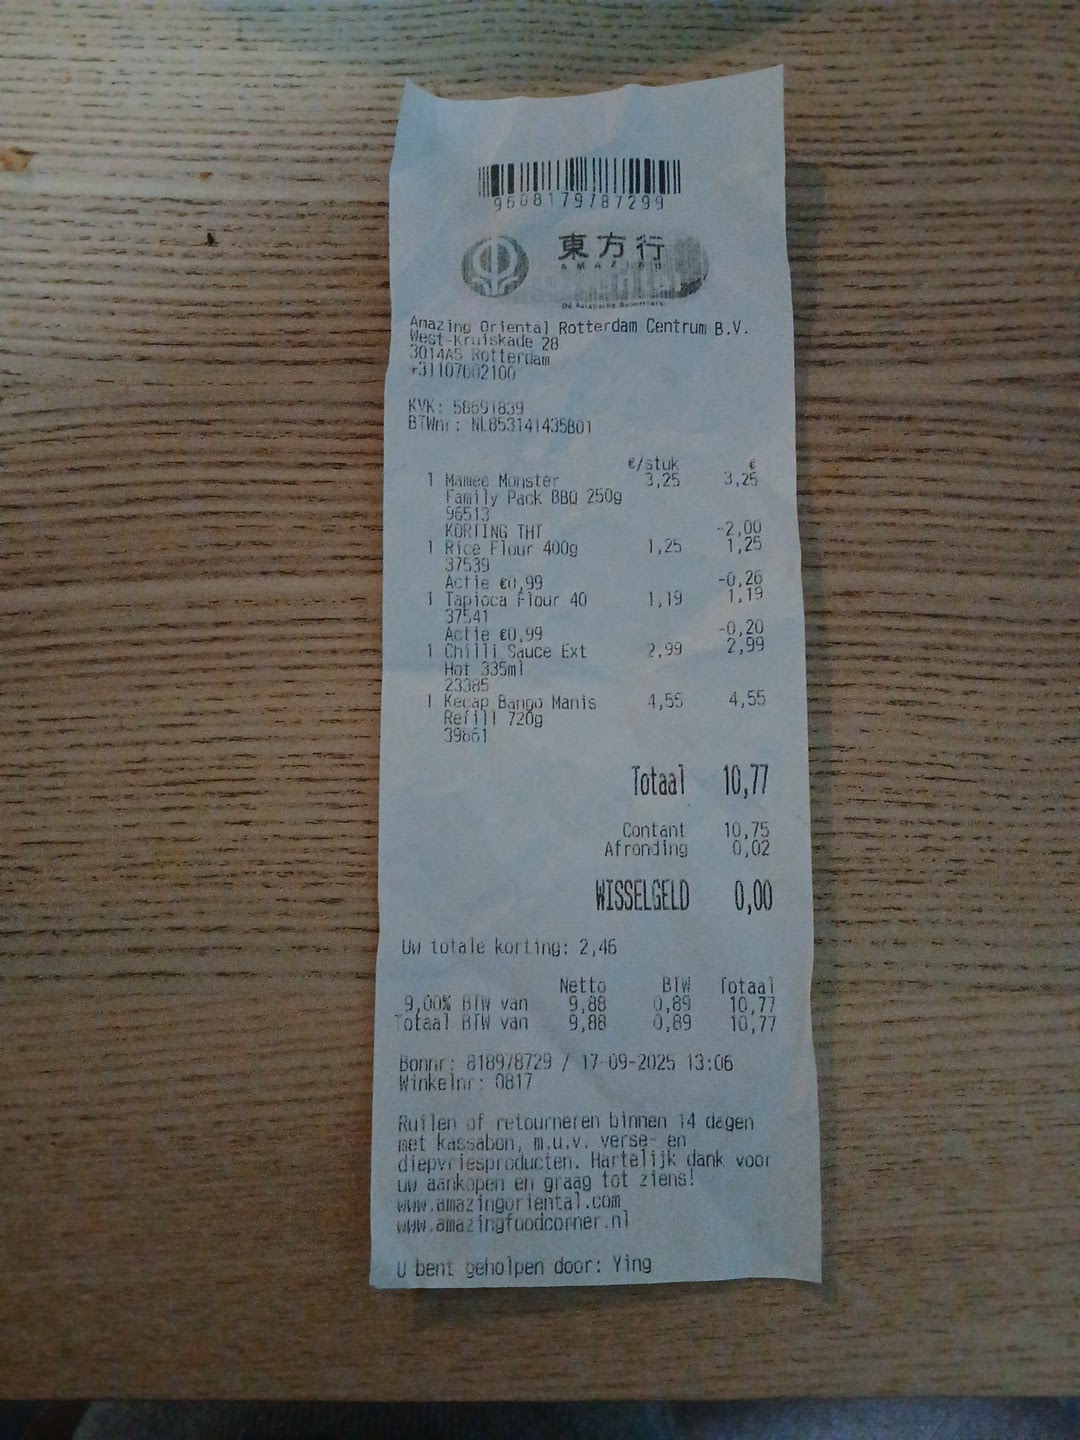 9608179787299
東方行
AMAZING
Amazing Oriental Rotterdam Centrum B.V.
West-Kruiskade 28
3014AS Rotterdam
+31107602100
KVK: 58691839
BTWnr: NL853141435B01
€/stuk €
1 Mamee Monster 3,25 3,25
Family Pack BBQ 250g
96513
KORTING THT -2,00
1 Rice Flour 400g 1,25 1,25
37539
Actie €0,99 -0,26
1 Tapioca Flour 40 1,19 1,19
37541
Actie €0,99 -0,20
1 Chilli Sauce Ext 2,99 2,99
Hot 335ml
23385
1 Kecap Bango Manis 4,55 4,55
Refill 720g
39861
Totaal 10,77
Contant 10,75
Afronding 0,02
WISSELGELD 0,00
Uw totale korting: 2,46
Netto BTW Totaal
9,00% BTW van 9,88 0,89 10,77
Totaal BTW van 9,88 0,89 10,77
Bonnr: 818978729 / 17-09-2025 13:06
Winkelnr: 0817
Ruilen of retourneren binnen 14 dagen
met kassabon, m.u.v. verse- en
diepvriesproducten. Hartelijk dank voor
uw aankopen en graag tot ziens!
www.amazingoriental.com
www.amazingfoodcorner.nl
U bent geholpen door: Ying